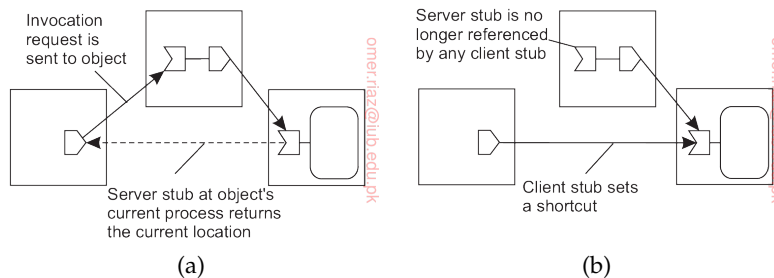 Invocation
request is
sent to object
omer.riaz@iub.edu.pk
Server stub at object's
current process returns
the current location
(a)
Server stub is no
longer referenced
by any client stub
Client stub sets
a shortcut
(b)